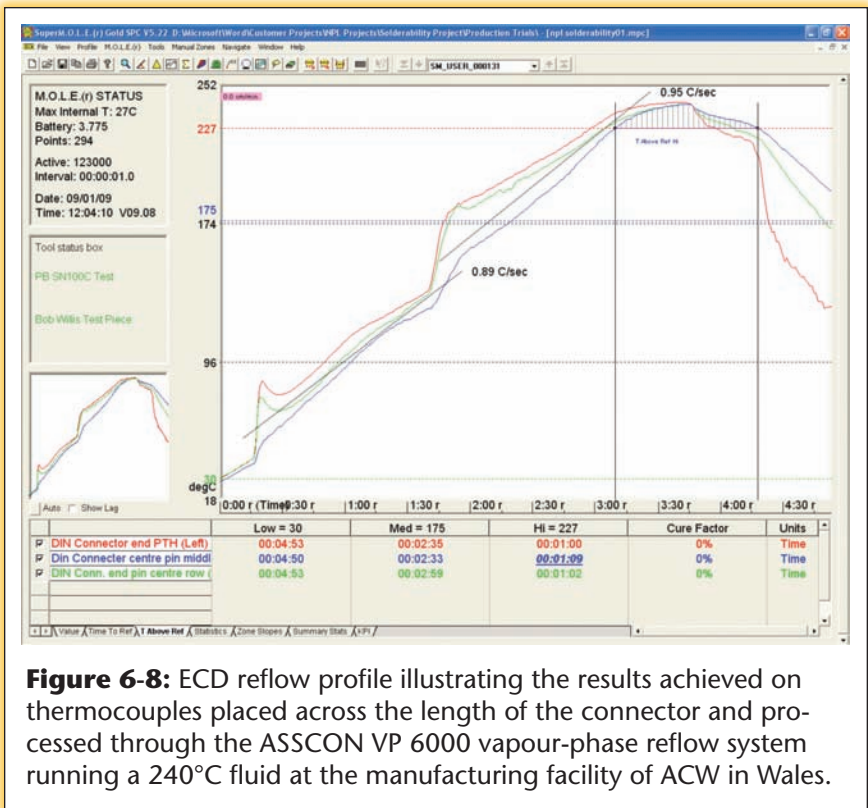 SuperM.O.L.E.(r) Gold SPC V5.22 D:\Microsoft\Word\Customer Projects\NPL Projects\Solderability Project\Production Trials\ - [npl solderability01.mpc]
File View Profile M.O.L.E.(r) Tools Manual Zones Navigate Window Help
SM_USER_000131
M.O.L.E.(r) STATUS
Max Internal T: 27C
Battery: 3.775
Points: 294
Active: 123000
Interval: 00:00:01.0
Date: 09/01/09
Time: 12:04:10 V09.08
Tool status box
PB SN100C Test
Bob Willis Test Piece
Auto Show Lag
252
227
175
174
96
30
degC
18
0.95 C/sec
T Above Ref Hi
0.89 C/sec
0:00 r (Time) 0:30 r 1:00 r 1:30 r 2:00 r 2:30 r 3:00 r 3:30 r 4:00 r 4:30 r
Low = 30 Med = 175 Hi = 227 Cure Factor Units
DIN Connector end PTH (Left) 00:04:53 00:02:35 00:01:00 0% Time
Din Connecter centre pin middl 00:04:50 00:02:33 00:01:09 0% Time
DIN Conn. end pin centre row ( 00:04:53 00:02:59 00:01:02 0% Time
Value Time To Ref T Above Ref Statistics Zone Slopes Summary Stats KPI
Figure 6-8: ECD reflow profile illustrating the results achieved on
thermocouples placed across the length of the connector and pro-
cessed through the ASSCON VP 6000 vapour-phase reflow system
running a 240°C fluid at the manufacturing facility of ACW in Wales.